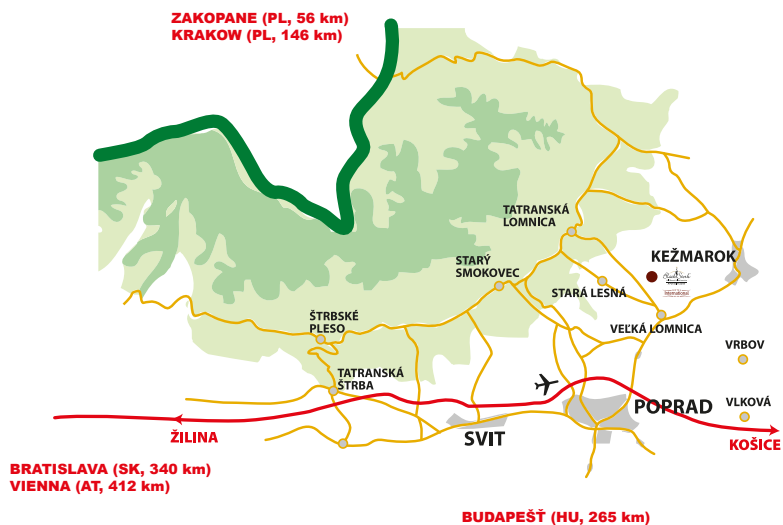 ZAKOPANE (PL, 56 km)
KRAKOW (PL, 146 km)
TATRANSKÁ
LOMNICA
KEŽMAROK
STARÝ
SMOKOVEC
STARÁ LESNÁ
International
ŠTRBSKÉ
PLESO
VEĽKÁ LOMNICA
VRBOV
TATRANSKÁ
ŠTRBA
POPRAD
VLKOVÁ
ŽILINA
SVIT
KOŠICE
BRATISLAVA (SK, 340 km)
VIENNA (AT, 412 km)
BUDAPEŠŤ (HU, 265 km)